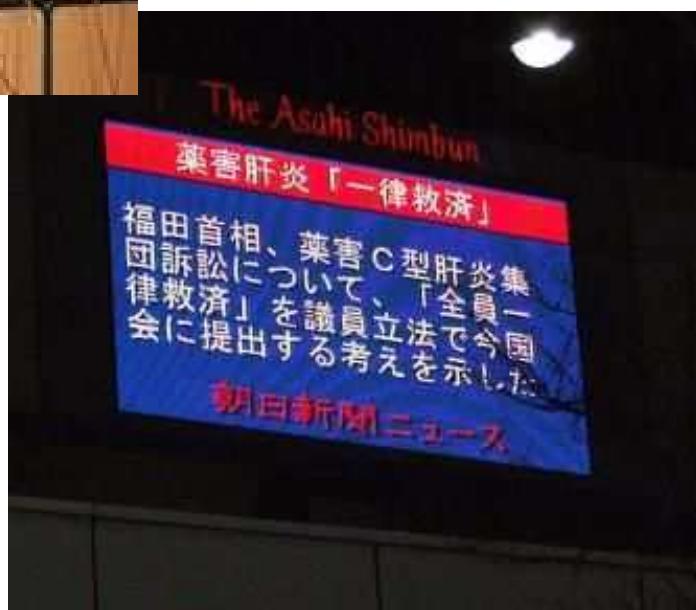 The Asahi Shimbun
薬害肝炎「一律救済」
福田首相、薬害C型肝炎集
団訴訟について、「全員一
律救済」を議員立法で今国
会に提出する考えを示した
朝日新聞ニュース